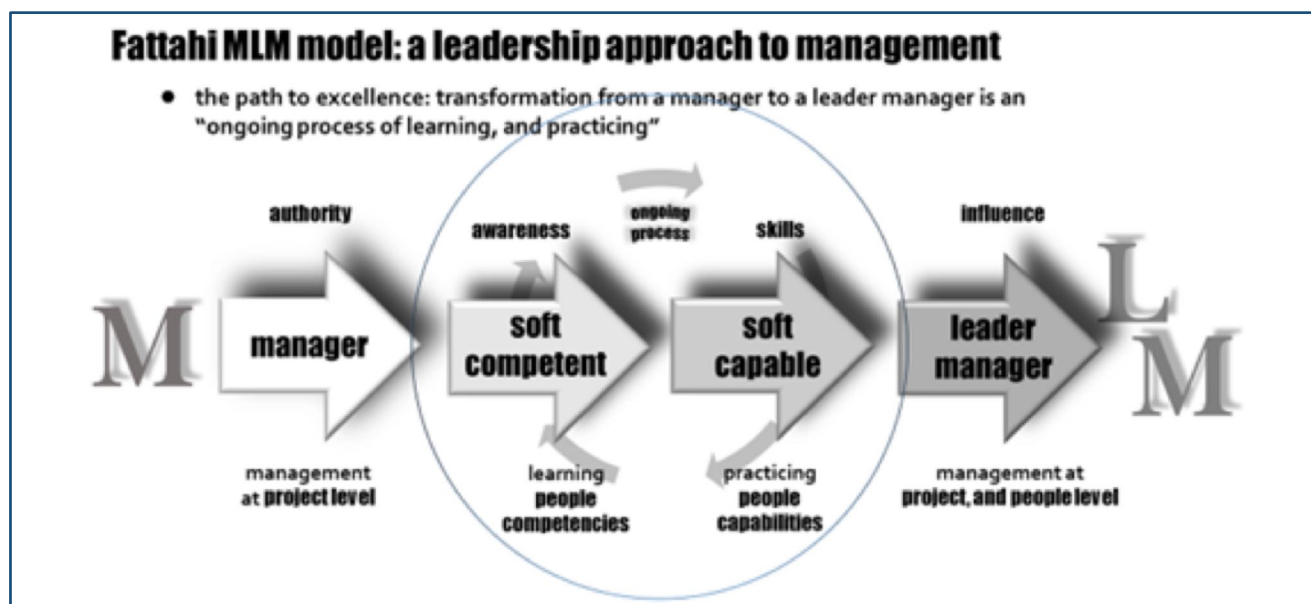 Fattahi MLM model: a leadership approach to management
● the path to excellence: transformation from a manager to a leader manager is an
“ongoing process of learning, and practicing”
authority
awareness
ongoing
process
skills
influence
M
manager
soft
competent
soft
capable
leader
manager
L
M
management
at project level
learning
people
competencies
practicing
people
capabilities
management at
project, and people level